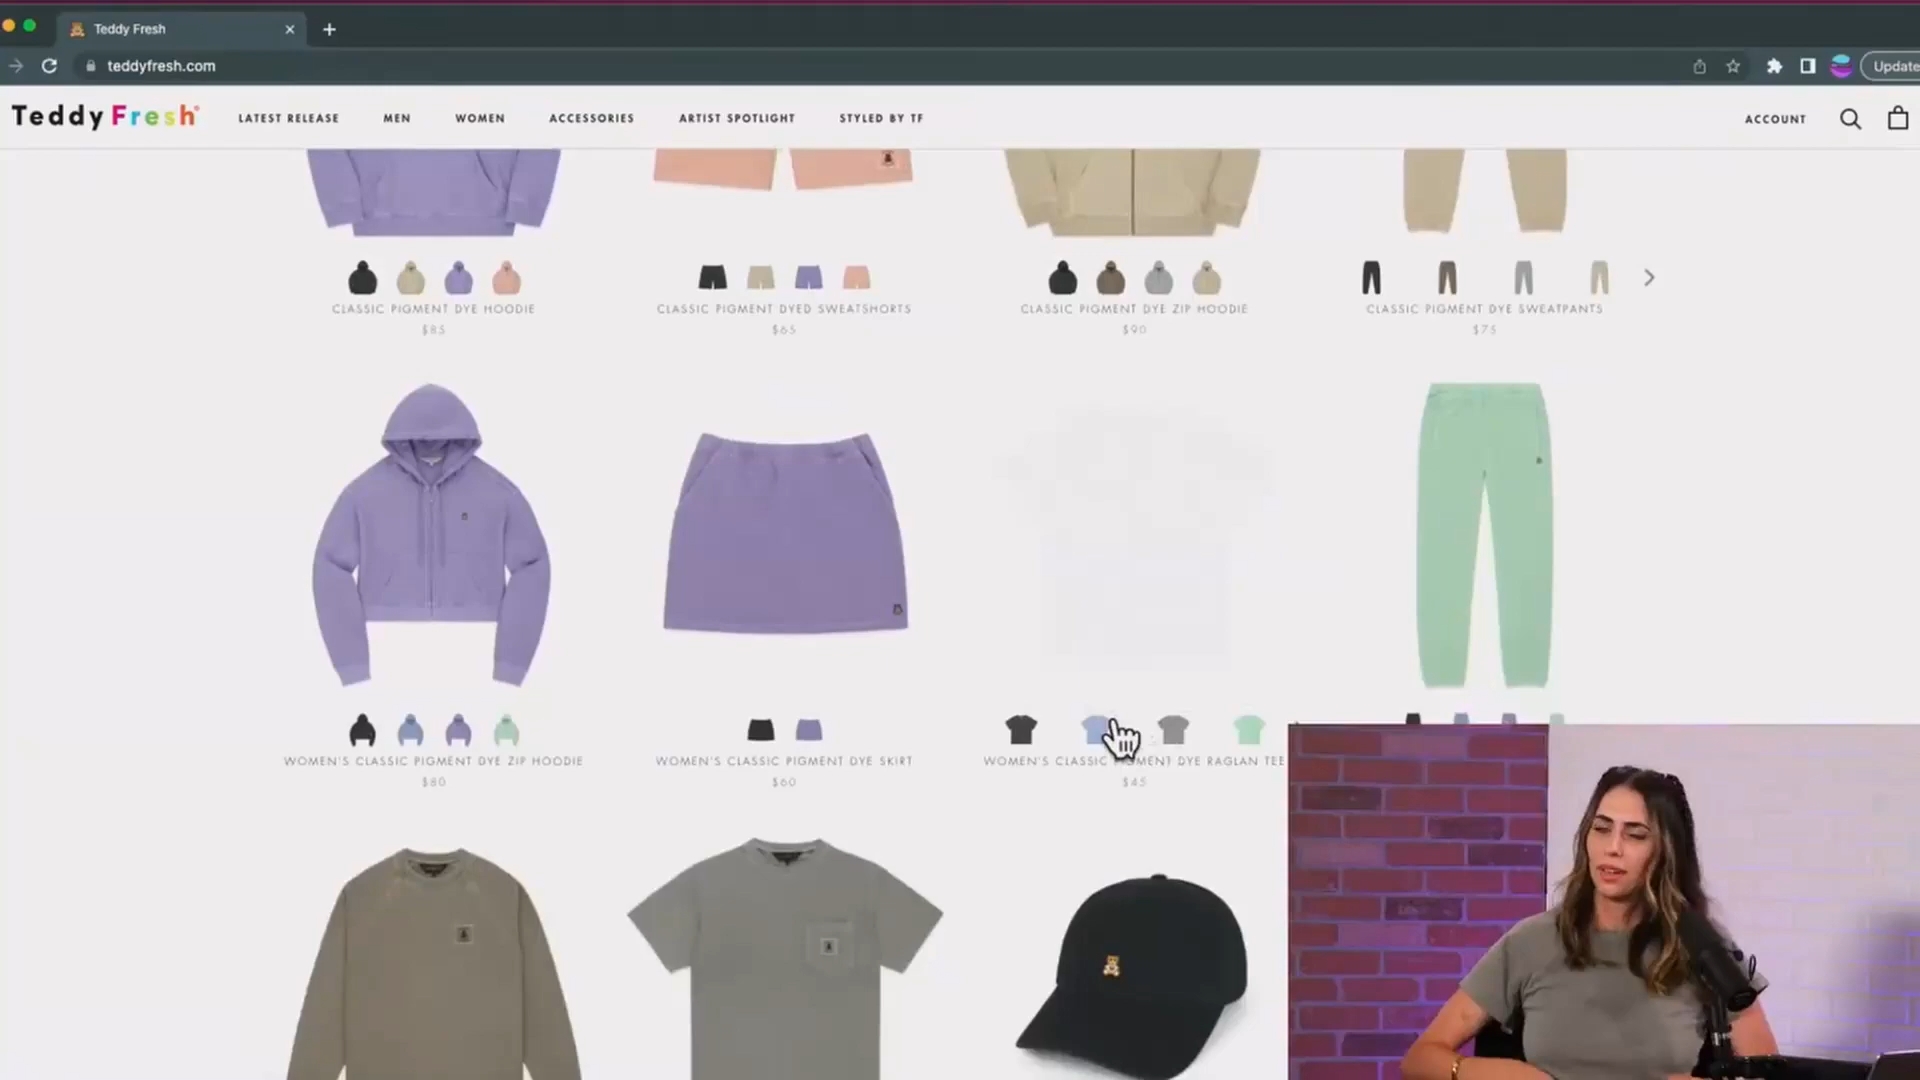 Teddy Fresh
teddyfresh.com
Update
Teddy Fresh
LATEST RELEASE
MEN
WOMEN
ACCESSORIES
ARTIST SPOTLIGHT
STYLED BY TF
ACCOUNT
CLASSIC PIGMENT DYE HOODIE
$85
CLASSIC PIGMENT DYED SWEATSHORTS
$65
CLASSIC PIGMENT DYE ZIP HOODIE
$90
CLASSIC PIGMENT DYE SWEATPANTS
$75
WOMEN'S CLASSIC PIGMENT DYE ZIP HOODIE
$80
WOMEN'S CLASSIC PIGMENT DYE SKIRT
$60
WOMEN'S CLASSIC PIGMENT DYE RAGLAN TEE
$45